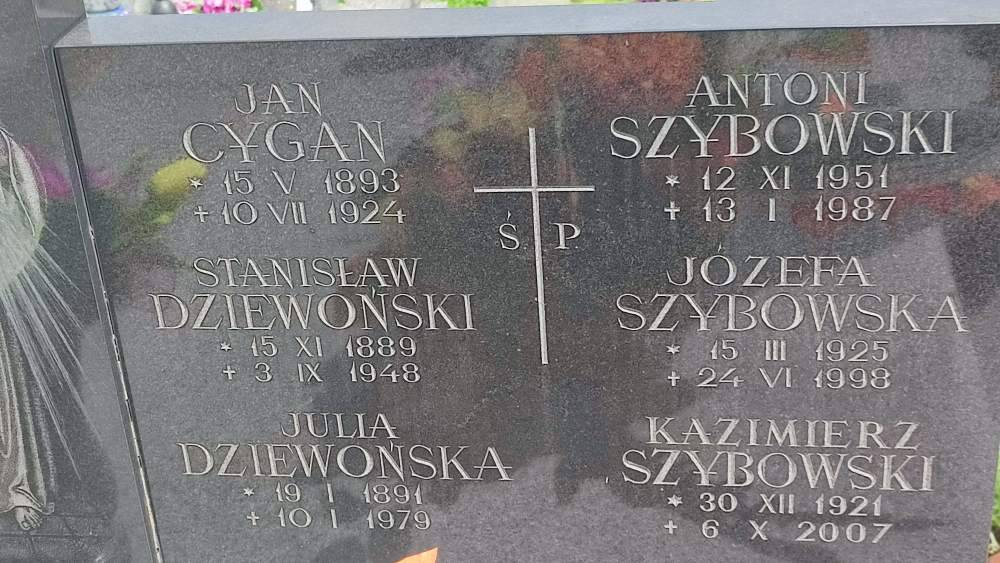 JAN
CYGAN
* 15 V 1893
+ 10 VII 1924
STANISŁAW
DZIEWOŃSKI
* 15 XI 1889
+ 3 IX 1948
JULIA
DZIEWOŃSKA
* 19 I 1891
+ 10 I 1979
Ś P
ANTONI
SZYBOWSKI
* 12 XI 1951
+ 13 I 1987
JÓZEFA
SZYBOWSKA
* 15 III 1925
+ 24 VI 1998
KAZIMIERZ
SZYBOWSKI
* 30 XII 1921
+ 6 X 2007